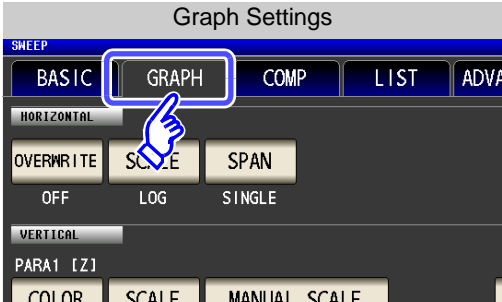 Graph Settings
SWEEP
BASIC GRAPH COMP LIST ADVA
HORIZONTAL
OVERWRITE SCALE SPAN
OFF LOG SINGLE
VERTICAL
PARA1 [Z]
COLOR SCALE MANUAL SCALE